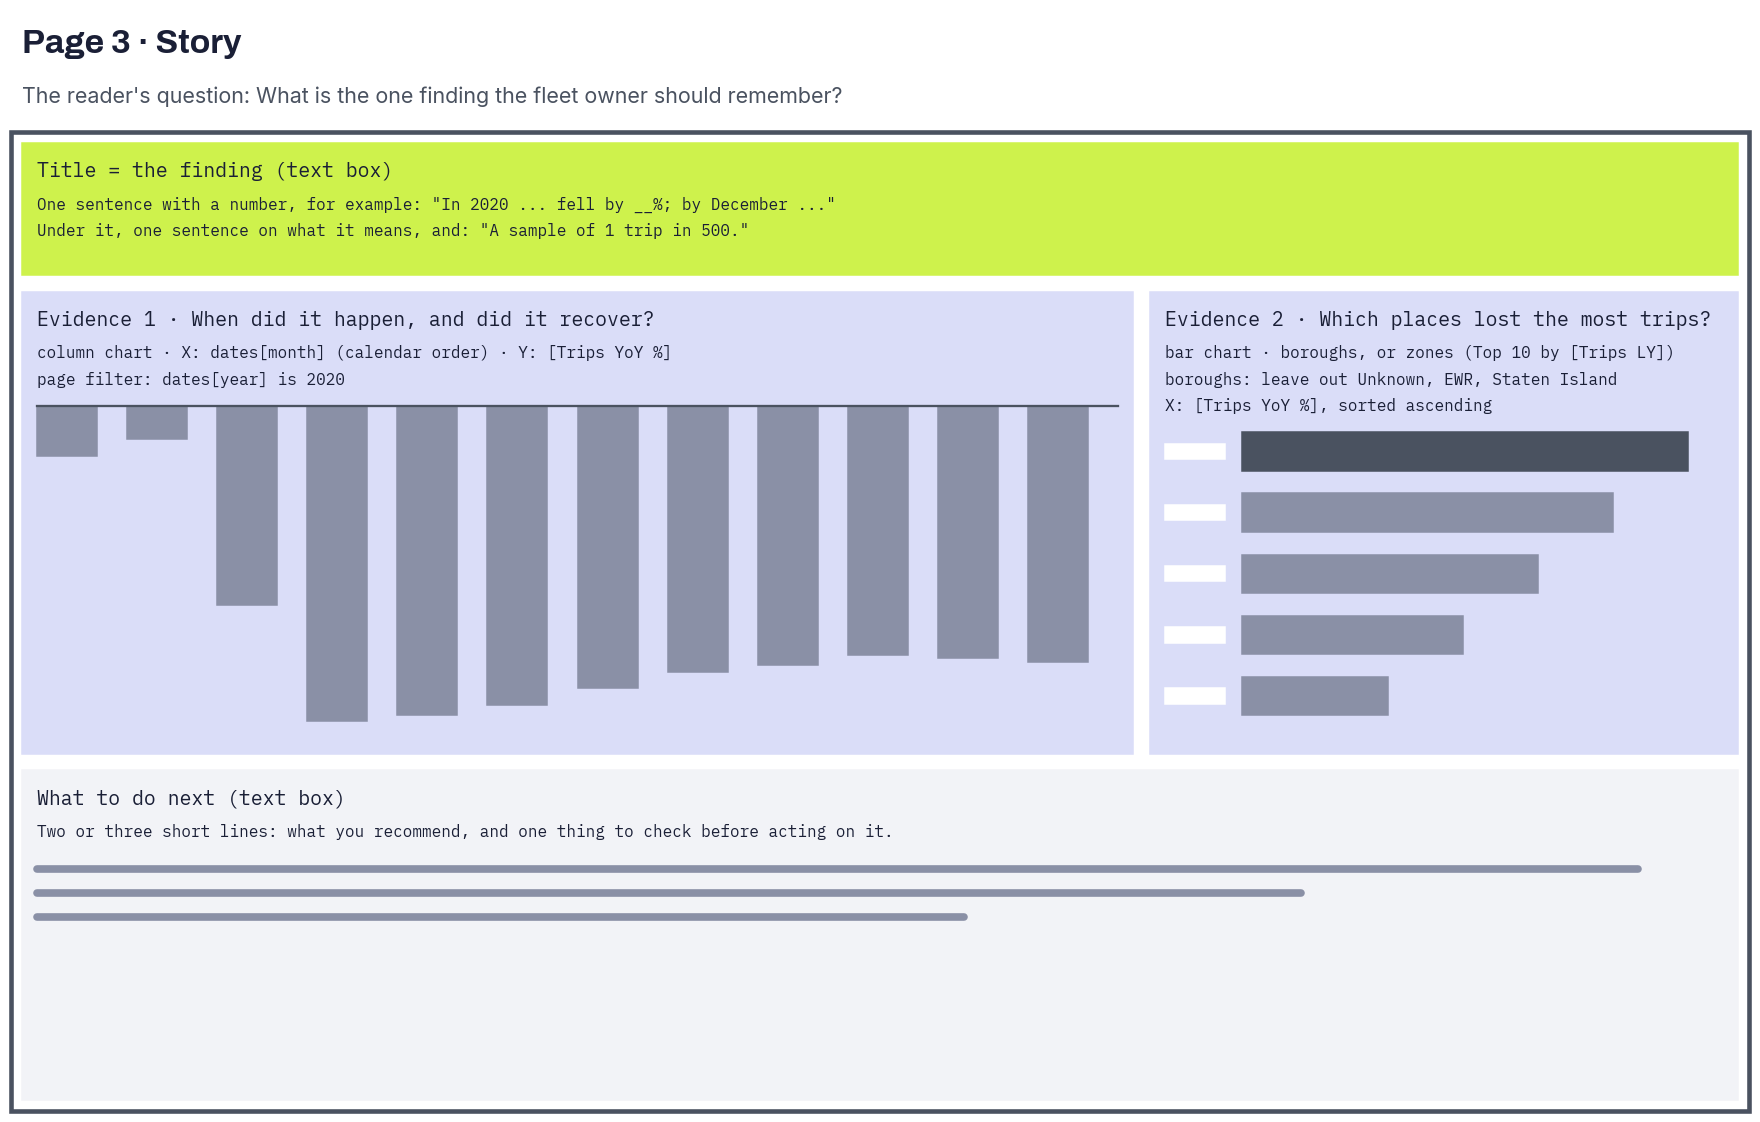 Page 3 · Story
The reader's question: What is the one finding the fleet owner should remember?
Title = the finding (text box)
One sentence with a number, for example: "In 2020 ... fell by __%; by December ..."
Under it, one sentence on what it means, and: "A sample of 1 trip in 500."
Evidence 1 · When did it happen, and did it recover?
column chart · X: dates[month] (calendar order) · Y: [Trips YoY %]
page filter: dates[year] is 2020
Evidence 2 · Which places lost the most trips?
bar chart · boroughs, or zones (Top 10 by [Trips LY])
boroughs: leave out Unknown, EWR, Staten Island
X: [Trips YoY %], sorted ascending
What to do next (text box)
Two or three short lines: what you recommend, and one thing to check before acting on it.